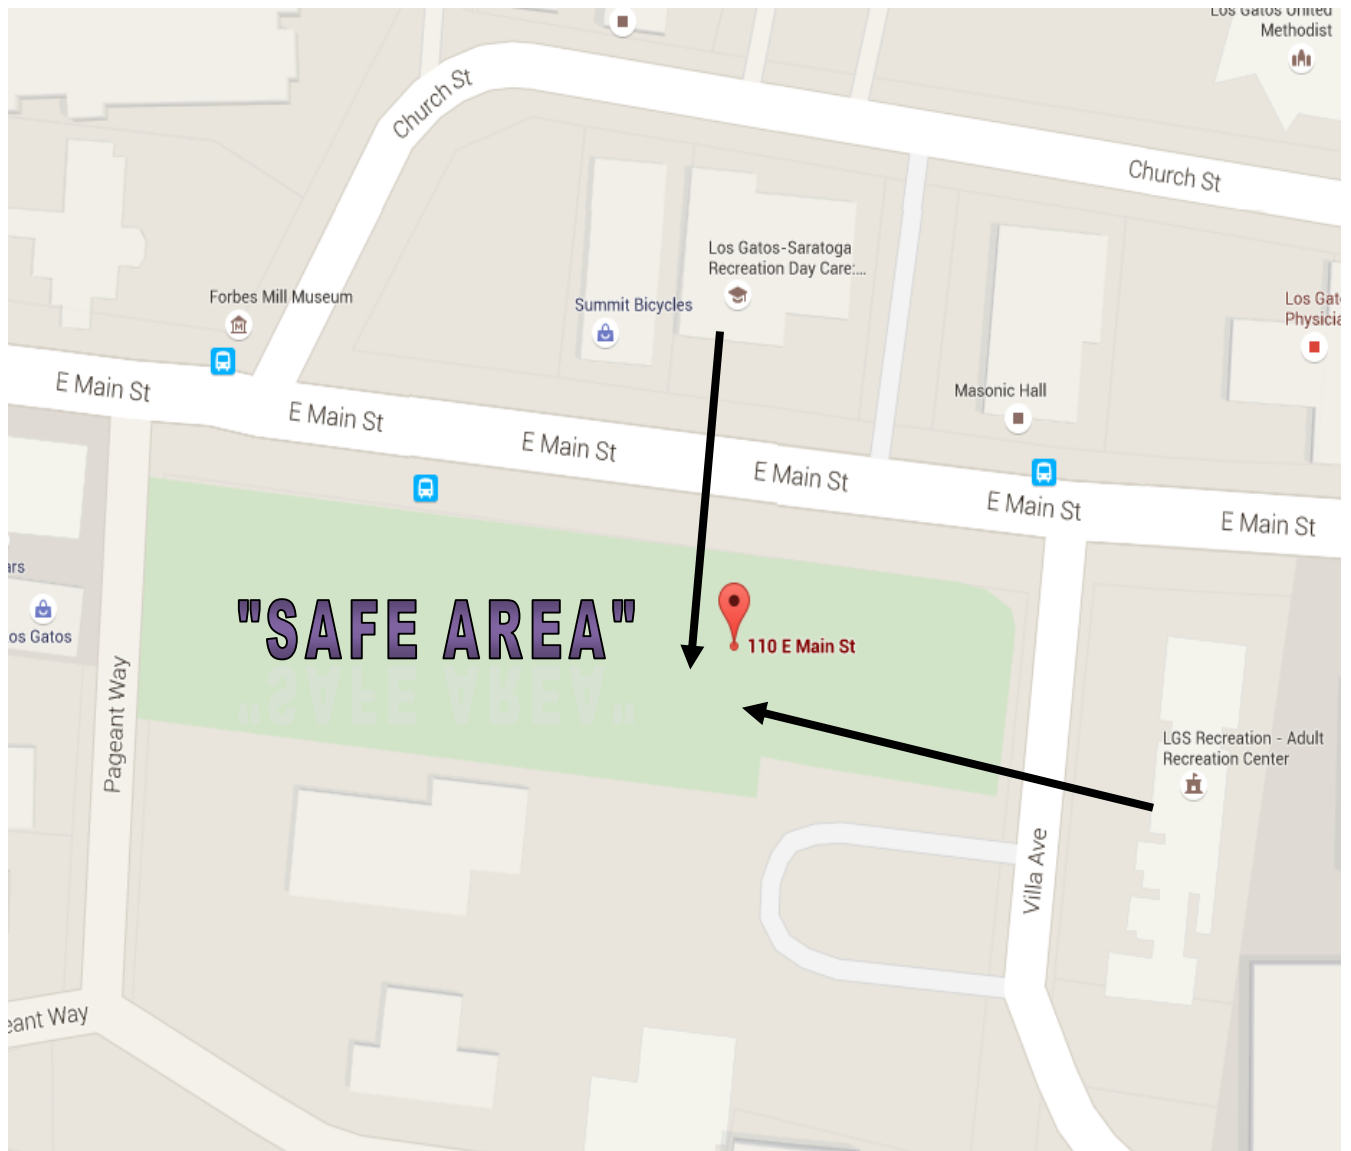 Los Gatos United
Methodist
Church St
Church St
Los Gatos-Saratoga
Recreation Day Care:...
Forbes Mill Museum
Summit Bicycles
Los Gat
Physicia
E Main St
Masonic Hall
E Main St
E Main St
E Main St
E Main St
E Main St
ars
os Gatos
"SAFE AREA"
110 E Main St
Pageant Way
LGS Recreation - Adult
Recreation Center
Villa Ave
eant Way